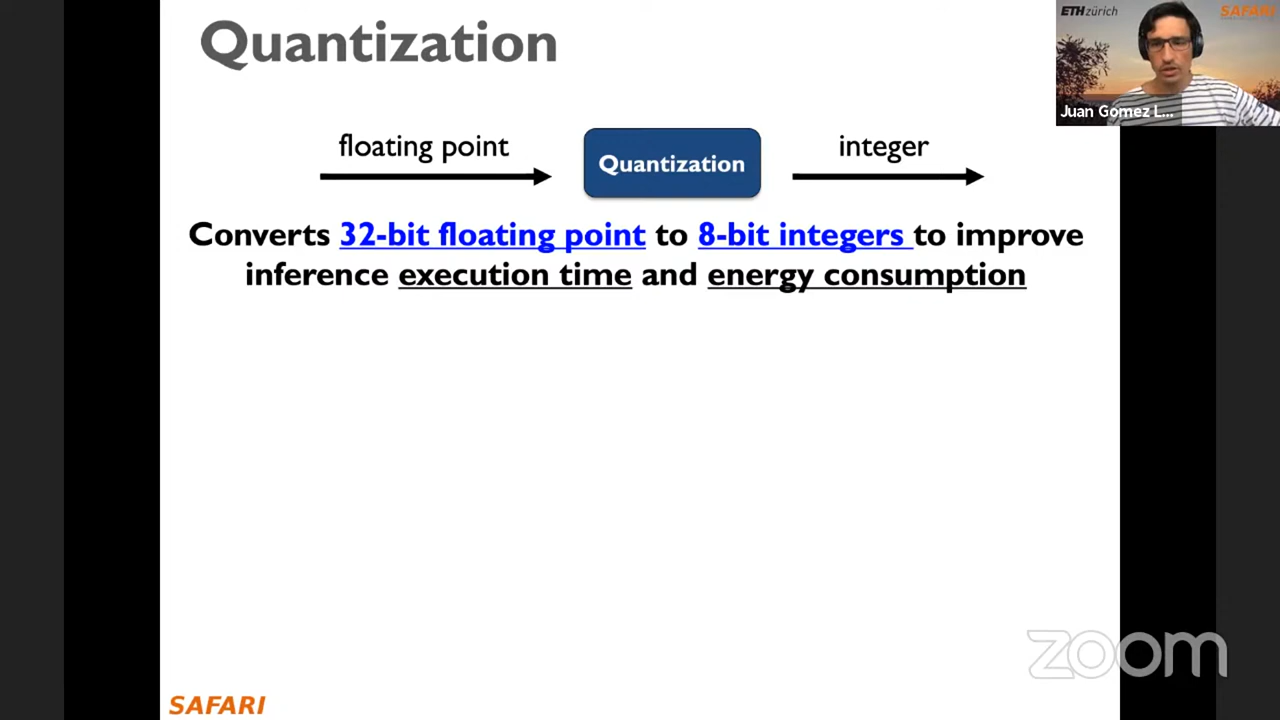 Quantization
ETH zürich
SAFARI
Juan Gomez L...
floating point
Quantization
integer
Converts 32-bit floating point to 8-bit integers to improve
inference execution time and energy consumption
zoom
SAFARI